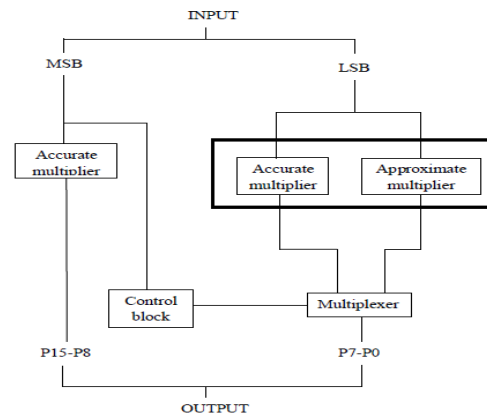 INPUT
MSB
LSB
Accurate
multiplier
Accurate
multiplier
Approximate
multiplier
Control
block
Multiplexer
P15-P8
P7-P0
OUTPUT